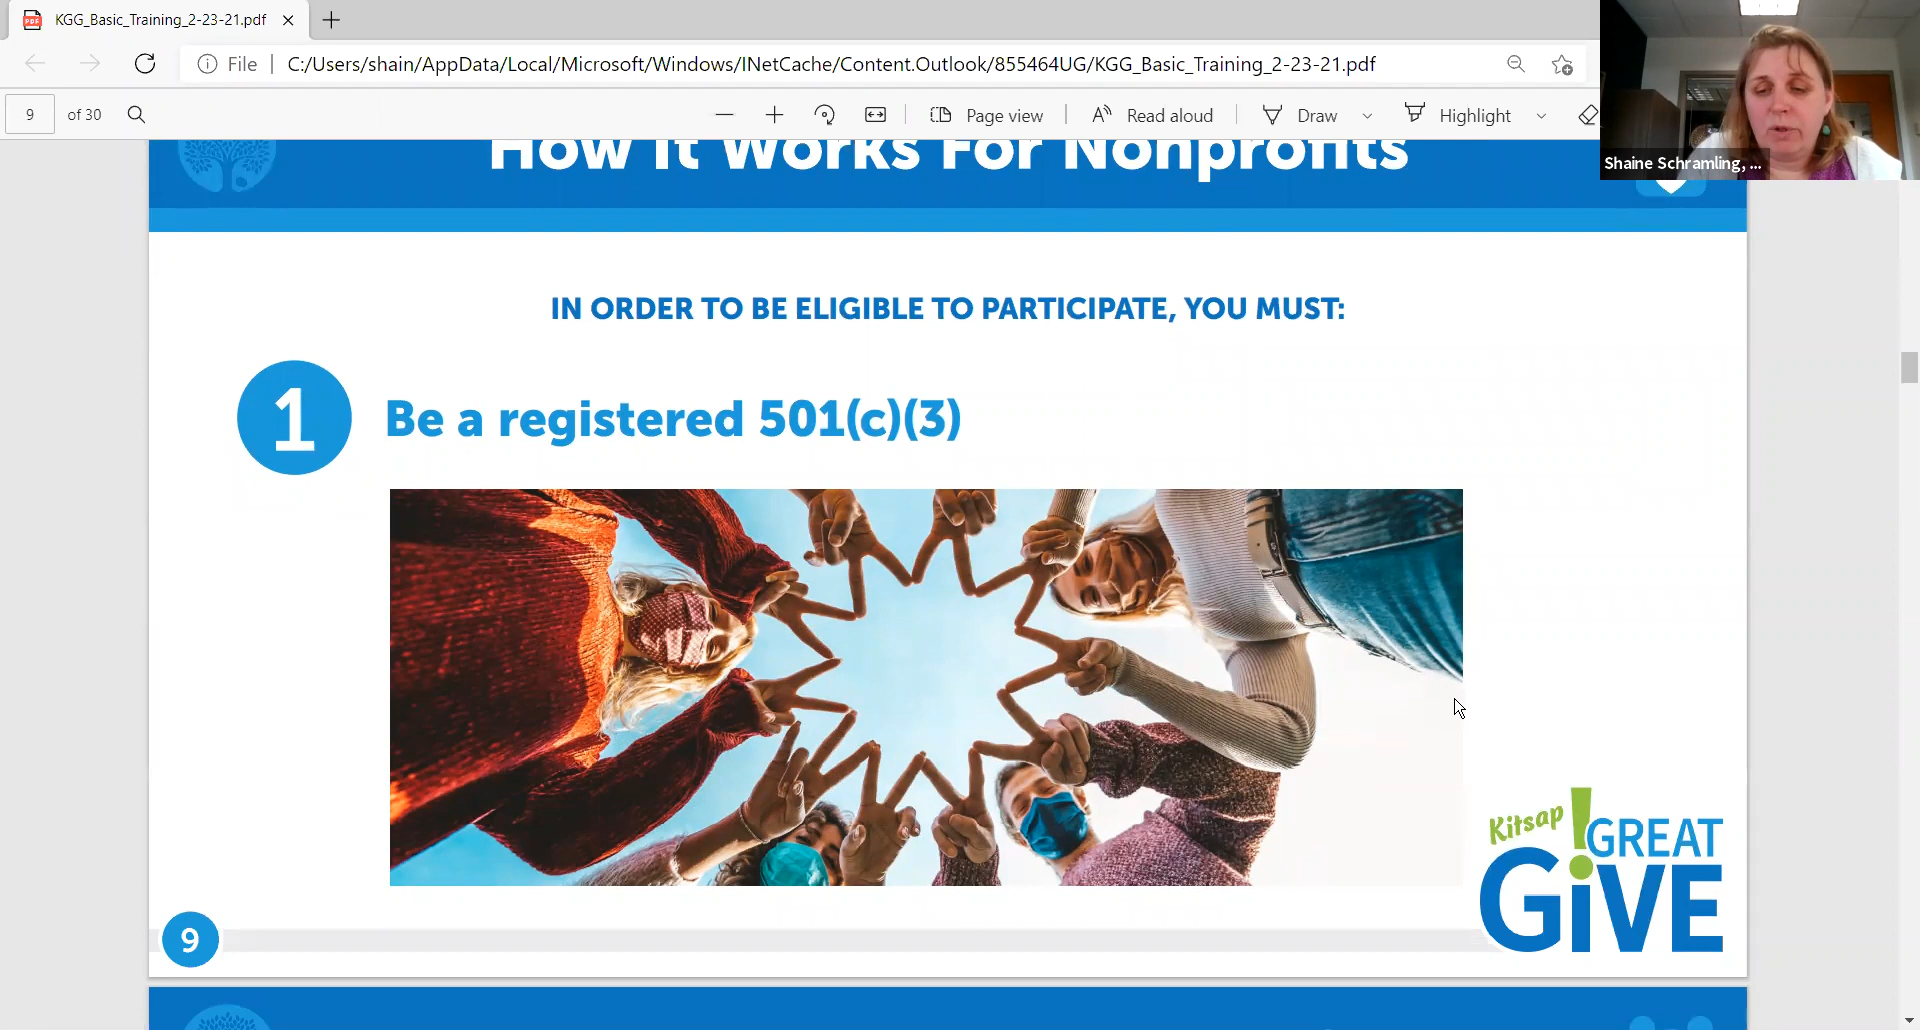 KGG_Basic_Training_2-23-21.pdf
File
C:/Users/shain/AppData/Local/Microsoft/Windows/INetCache/Content.Outlook/855464UG/KGG_Basic_Training_2-23-21.pdf
9 of 30
Page view
Read aloud
Draw
Highlight
Shaine Schramling, ...
How It Works For Nonprofits
IN ORDER TO BE ELIGIBLE TO PARTICIPATE, YOU MUST:
1 Be a registered 501(c)(3)
Kitsap
GREAT
GiVE
9